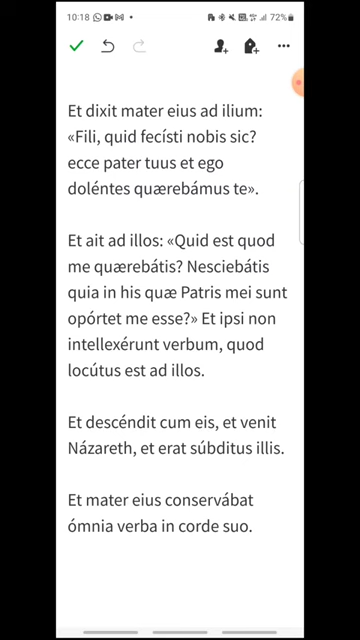 10:18
72%
Et dixit mater eius ad ilium:
«Fili, quid fecísti nobis sic?
ecce pater tuus et ego
doléntes quærebámus te».
Et ait ad illos: «Quid est quod
me quærebátis? Nesciebátis
quia in his quæ Patris mei sunt
opórtet me esse?» Et ipsi non
intellexérunt verbum, quod
locútus est ad illos.
Et descéndit cum eis, et venit
Názareth, et erat súbditus illis.
Et mater eius conservábat
ómnia verba in corde suo.